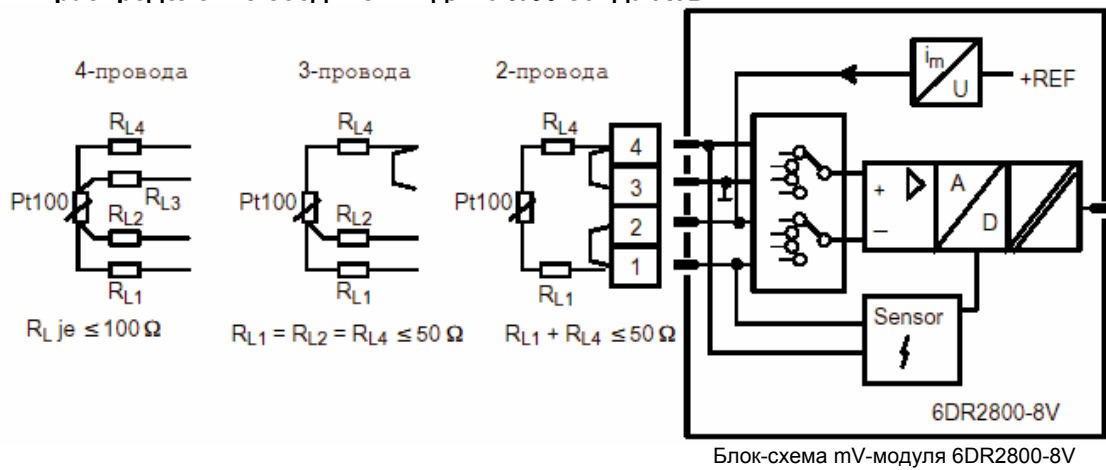 4-провода
3-провода
2-провода
im
U
+REF
RL4
RL4
RL4
4
RL3
3
Pt100
Pt100
Pt100
+
A
RL2
RL2
2
–
D
1
RL1
RL1
RL1
RL je ≤ 100 Ω
RL1 = RL2 = RL4 ≤ 50 Ω
RL1 + RL4 ≤ 50 Ω
Sensor
6DR2800-8V
Блок-схема mV-модуля 6DR2800-8V